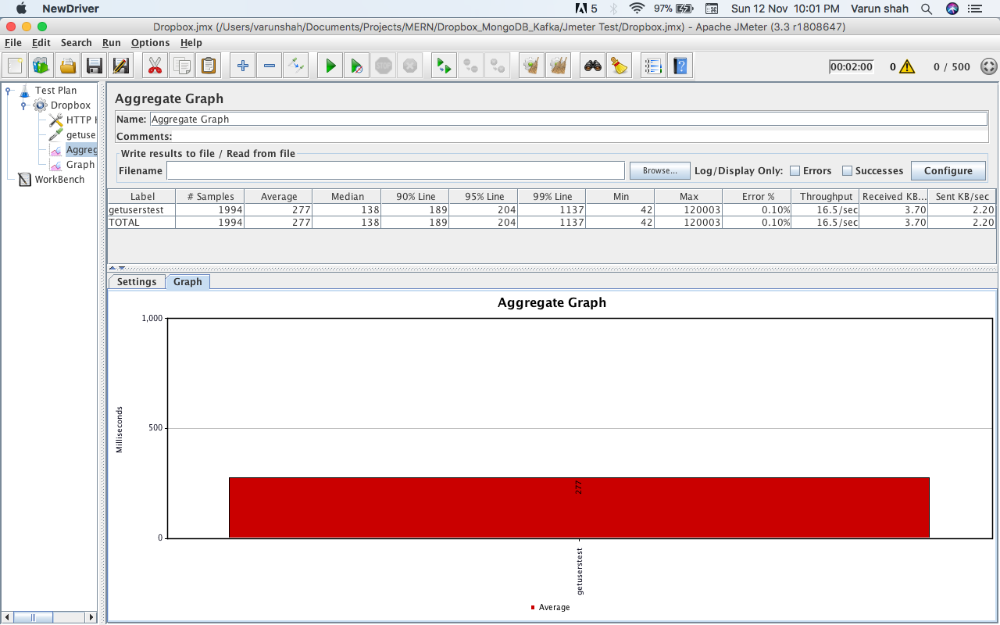 NewDriver 5 97% Sun 12 Nov 10:01 PM Varun shah
Dropbox.jmx (/Users/varunshah/Documents/Projects/MERN/Dropbox_MongoDB_Kafka/Jmeter Test/Dropbox.jmx) - Apache JMeter (3.3 r1808647)
File Edit Search Run Options Help
STOP 00:02:00 0 0 / 500
Test Plan
Dropbox
HTTP
getuse
Aggreg
Graph
WorkBench
Aggregate Graph
Name: Aggregate Graph
Comments:
Write results to file / Read from file
Filename Browse... Log/Display Only: Errors Successes Configure
Label # Samples Average Median 90% Line 95% Line 99% Line Min Max Error % Throughput Received KB... Sent KB/sec
getuserstest 1994 277 138 189 204 1137 42 120003 0.10% 16.5/sec 3.70 2.20
TOTAL 1994 277 138 189 204 1137 42 120003 0.10% 16.5/sec 3.70 2.20
Settings Graph
Aggregate Graph
1,000
500
0
Milliseconds
277
getuserstest
Average